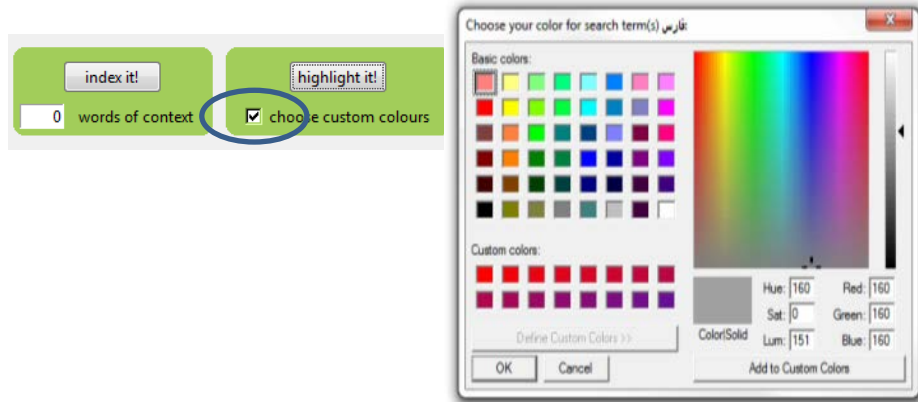 index it!
0 words of context
highlight it!
choose custom colours
Choose your color for search term(s) فارس:
Basic colors:
Custom colors:
Define Custom Colors >>
OK Cancel
Color|Solid
Hue: 160 Red: 160
Sat: 0 Green: 160
Lum: 151 Blue: 160
Add to Custom Colors